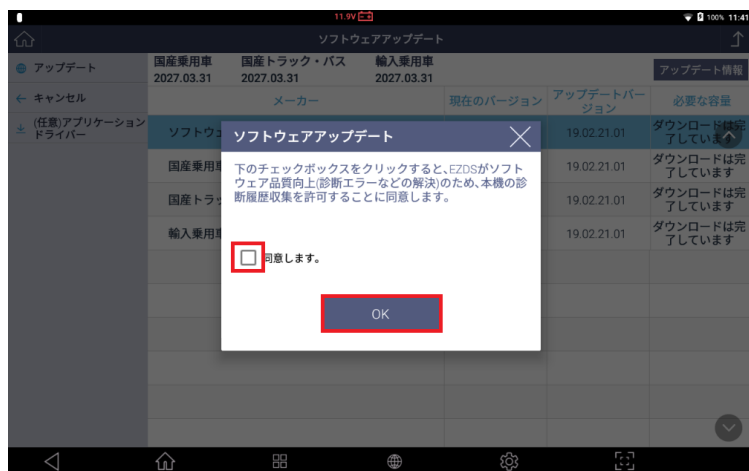 11.9V
100% 11:41
ソフトウェアアップデート
アップデート
キャンセル
(任意)アプリケーション
ドライバー
国産乗用車
2027.03.31
国産トラック・バス
2027.03.31
輸入乗用車
2027.03.31
アップデート情報
メーカー
現在のバージョン
アップデートバー
ジョン
必要な容量
ソフトウェ
19.02.21.01
ダウンロードは完
了しています
国産乗用車
19.02.21.01
ダウンロードは完
了しています
国産トラッ
19.02.21.01
ダウンロードは完
了しています
輸入乗用車
19.02.21.01
ダウンロードは完
了しています
ソフトウェアアップデート
下のチェックボックスをクリックすると、EZDSがソフト
ウェア品質向上(診断エラーなどの解決)のため、本機の診
断履歴収集を許可することに同意します。
同意します。
OK